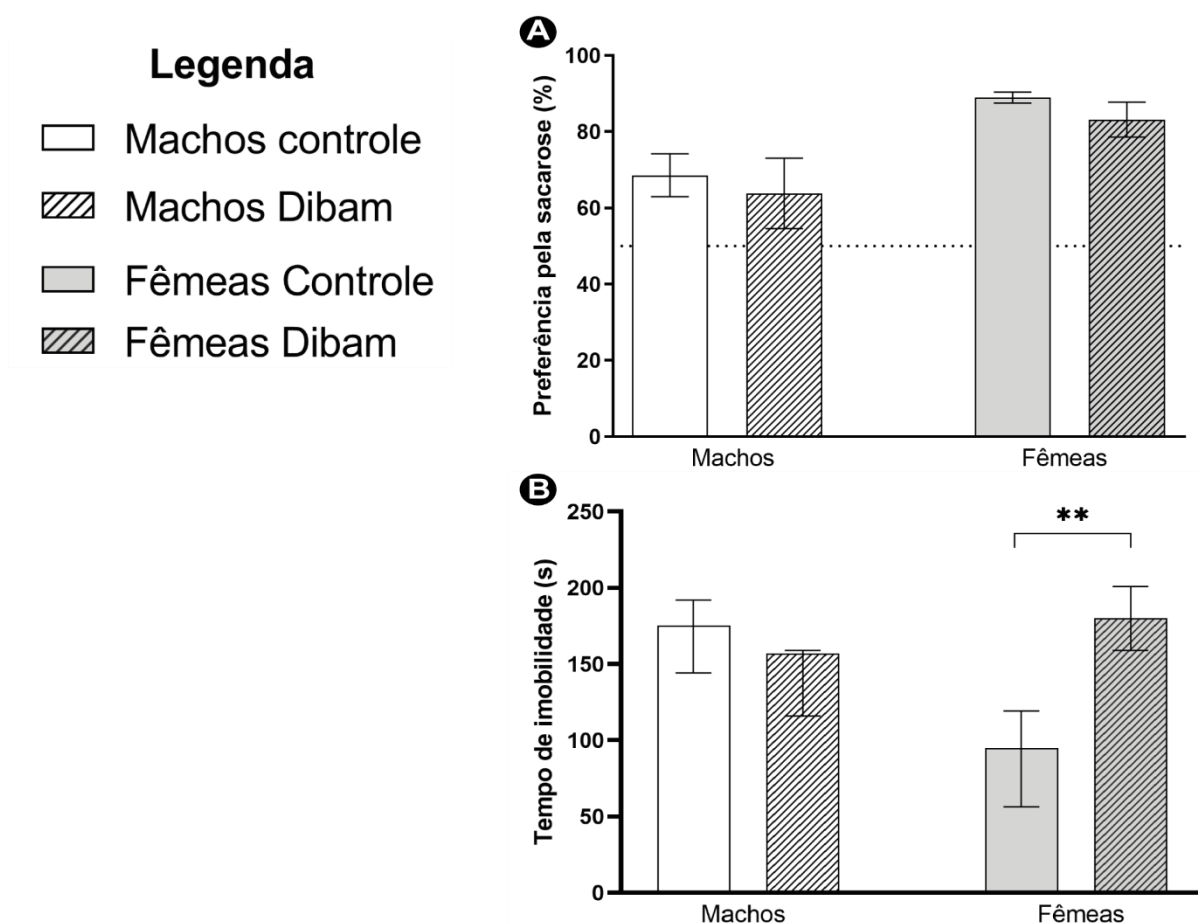 Legenda
Machos controle
Machos Dibam
Fêmeas Controle
Fêmeas Dibam
A
Preferência pela sacarose (%)
100
80
60
40
20
0
Machos
Fêmeas
B
Tempo de imobilidade (s)
250
200
150
100
50
0
**
Machos
Fêmeas